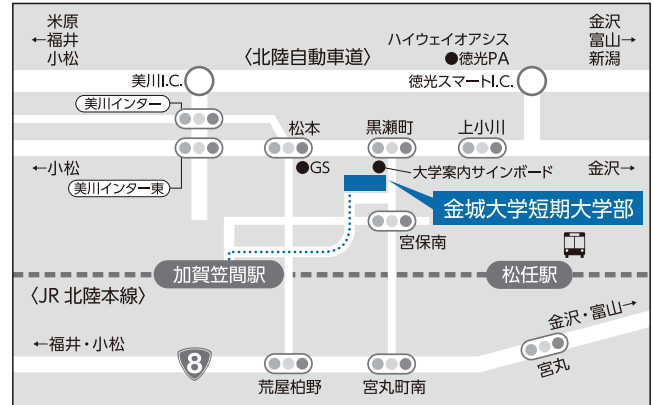 米原
←福井
小松
〈北陸自動車道〉
ハイウェイオアシス
●徳光PA
金沢
富山→
新潟
美川I.C.
徳光スマートI.C.
美川インター
松本
黒瀬町
上小川
←小松
●GS
大学案内サインボード
金沢→
美川インター東
金城大学短期大学部
宮保南
加賀笠間駅
松任駅
〈JR 北陸本線〉
金沢・富山→
←福井・小松
8
宮丸
荒屋柏野
宮丸町南